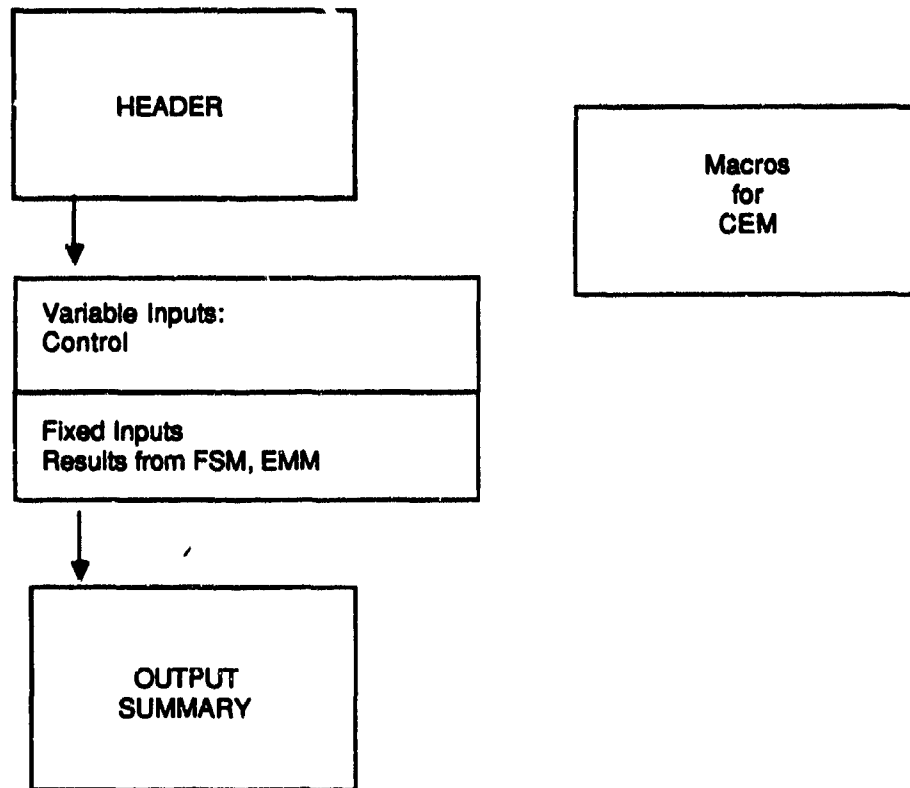 HEADER
Macros
for
CEM
Variable Inputs:
Control
Fixed Inputs
Results from FSM, EMM
OUTPUT
SUMMARY